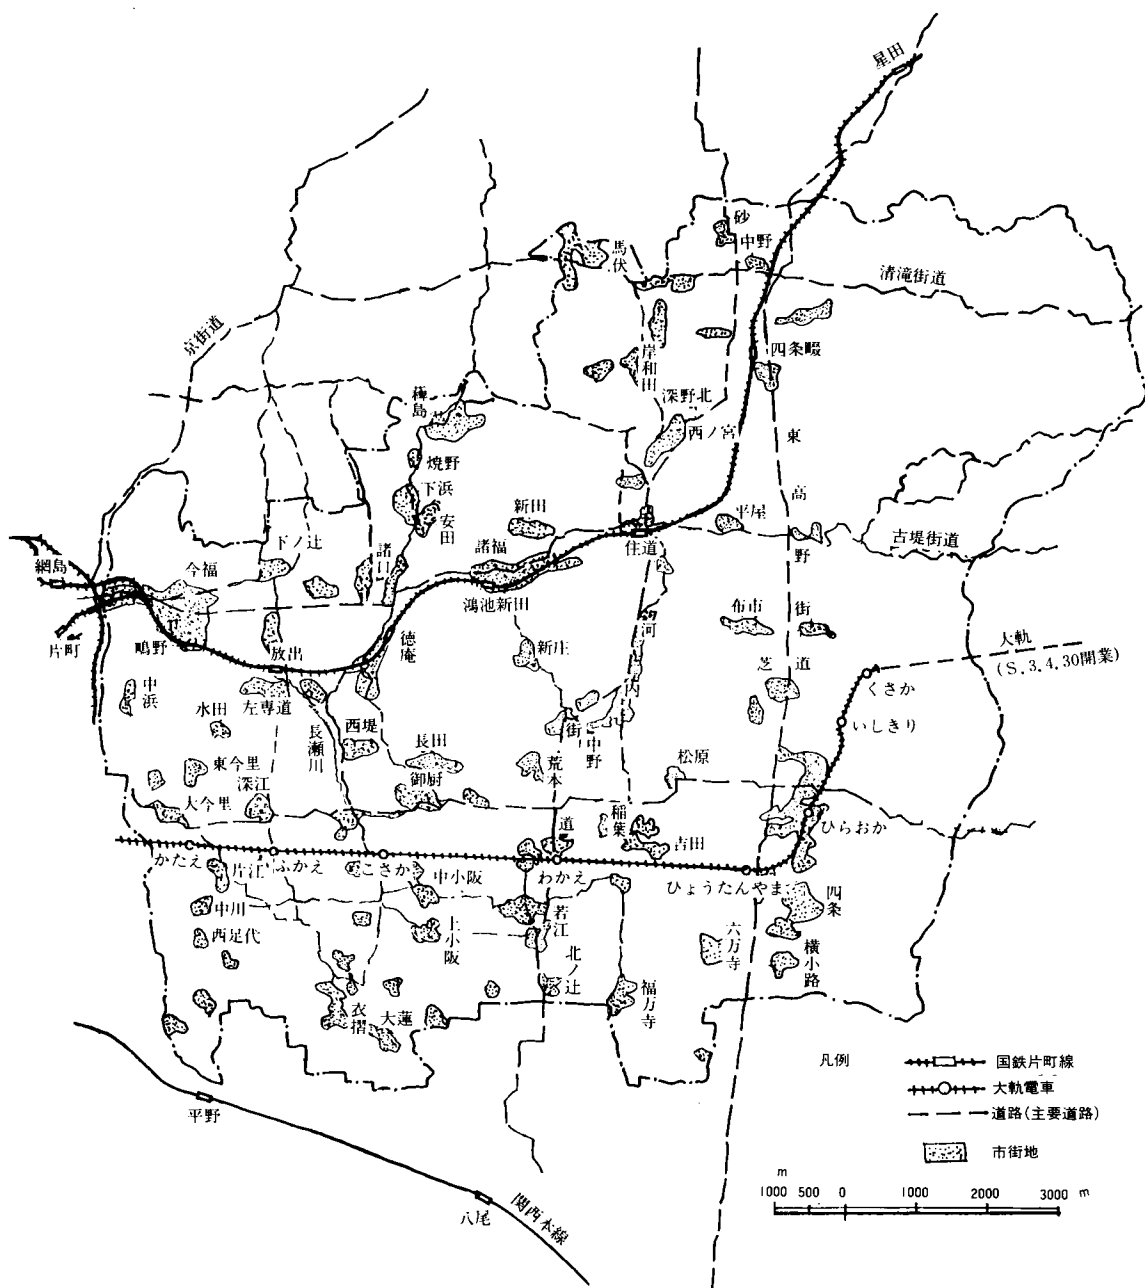 星田
砂
中野
馬伏
清滝街道
京街道
四条畷
岸和田
深野北
西ノ宮
東高野街道
焼野
下浜
安田
新田
平屋
古堤街道
住道
下ノ辻
諸口
諸福
鴻池新田
網島
今福
片町
鴫野
放出
徳庵
新庄
布市
芝
大軌
(S.3.4.30開業)
くさか
いしきり
中浜
水田
左専道
長瀬川
西堤
長田
御厨
荒本
中野
松原
河内街道
東今里
深江
大今里
稲葉
吉田
ひらおか
かたえ
片江
ふかえ
こさか
中小阪
わかえ
ひょうたんやま
四条
中川
西足代
上小阪
若江
北ノ辻
六万寺
横小路
衣摺
大蓮
福万寺
平野
八尾
関西本線
凡例
国鉄片町線
大軌電車
道路(主要道路)
市街地
m
1000 500 0 1000 2000 3000 m